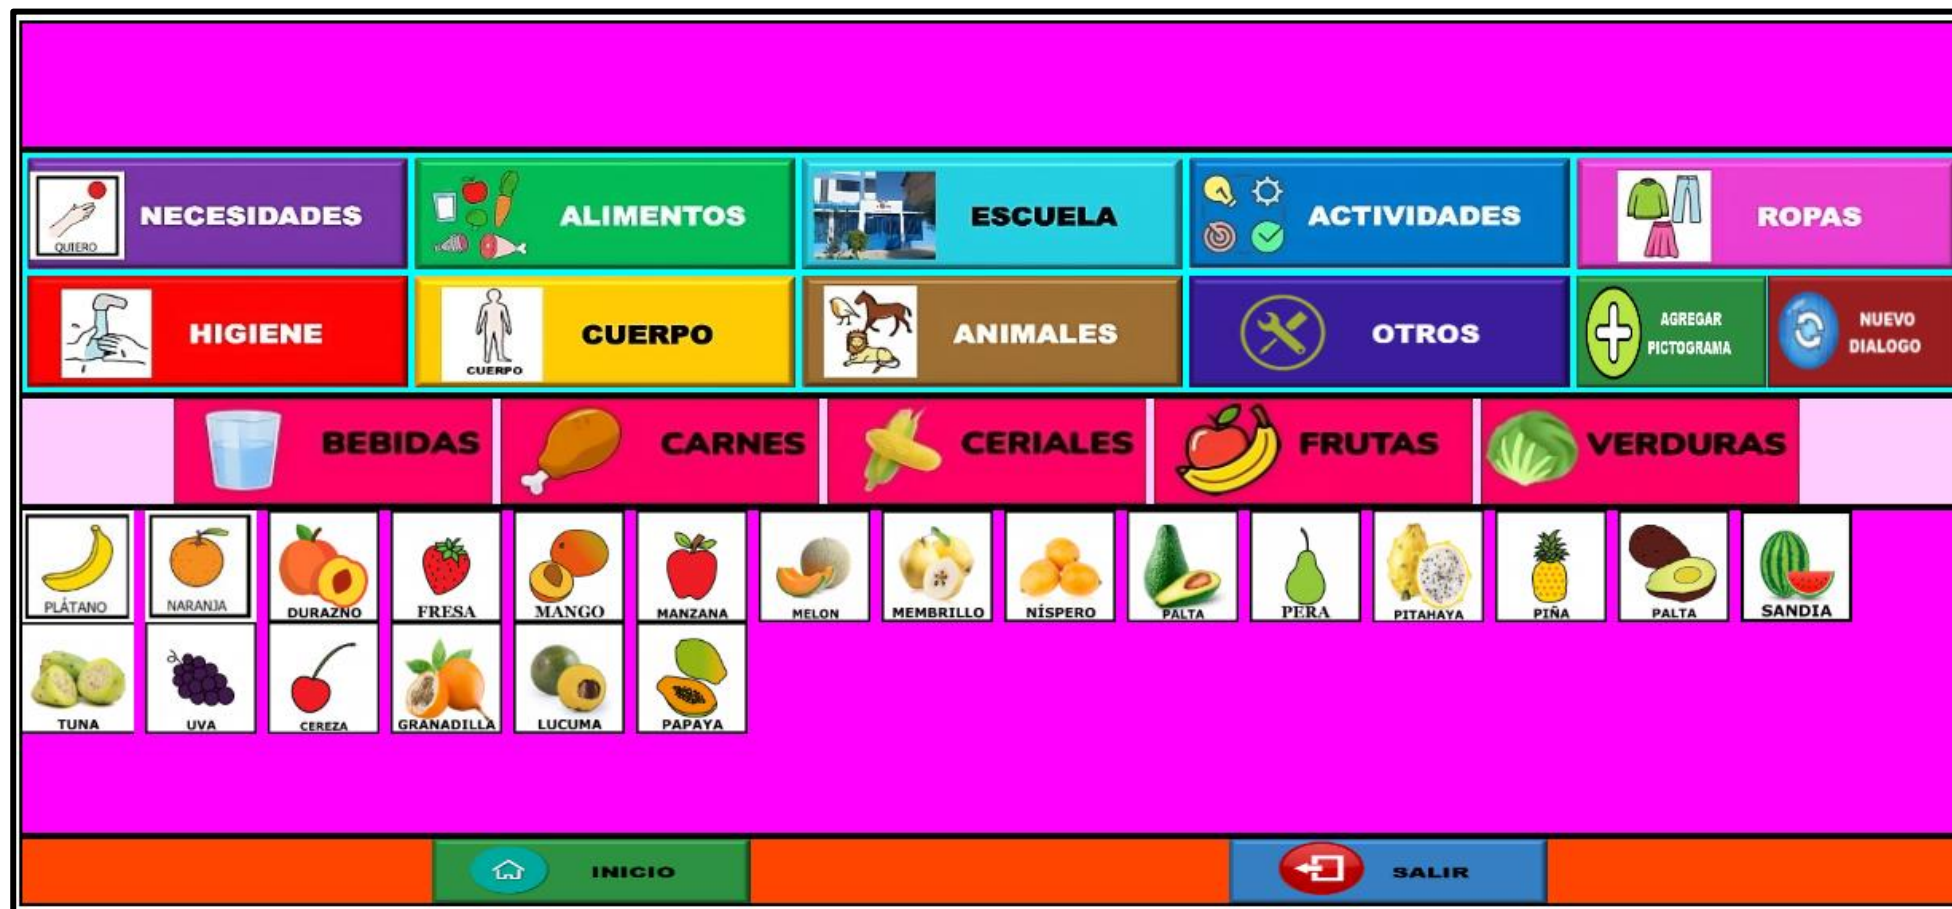 QUIERO
NECESIDADES
ALIMENTOS
ESCUELA
ACTIVIDADES
ROPAS
HIGIENE
CUERPO
CUERPO
ANIMALES
OTROS
AGREGAR
PICTOGRAMA
NUEVO
DIALOGO
BEBIDAS
CARNES
CERIALES
FRUTAS
VERDURAS
PLÁTANO
NARANJA
DURAZNO
FRESA
MANGO
MANZANA
MELON
MEMBRILLO
NÍSPERO
PALTA
PERA
PITAHAYA
PIÑA
PALTA
SANDIA
TUNA
UVA
CEREZA
GRANADILLA
LUCUMA
PAPAYA
INICIO
SALIR